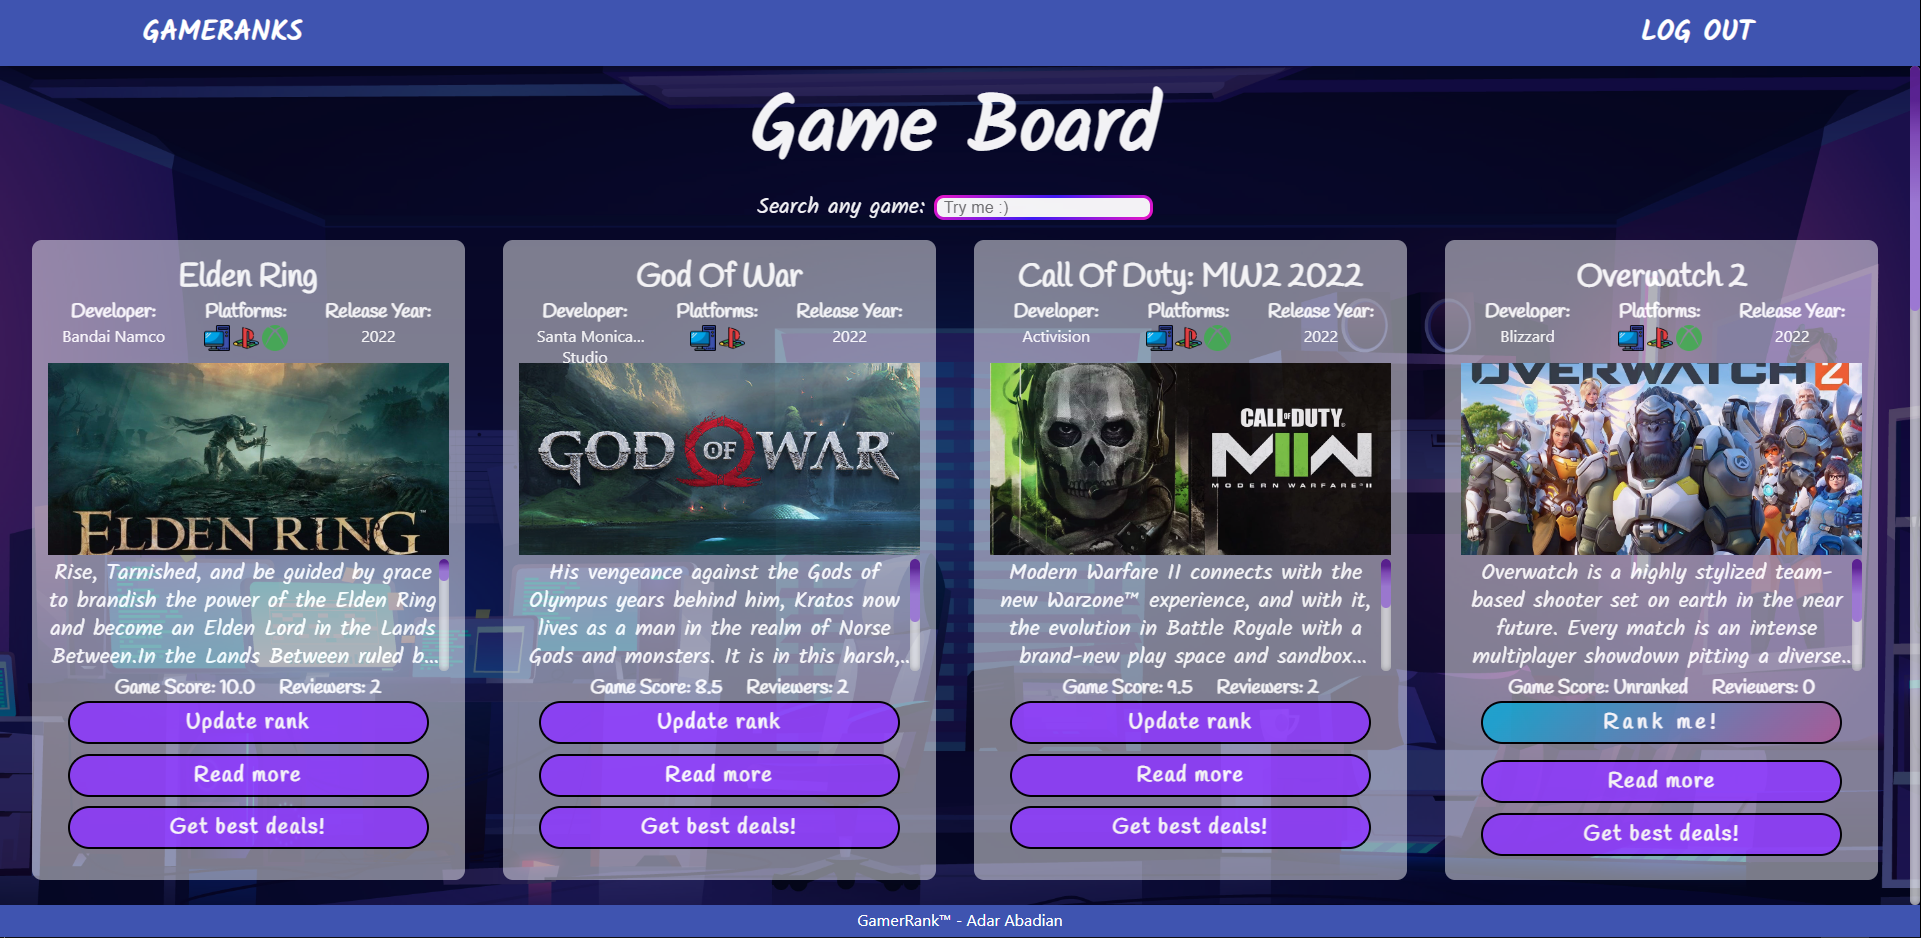 GAMERANKS
LOG OUT
Game Board
Search any game: Try me :)
Elden Ring
Developer: Platforms: Release Year:
Bandai Namco 2022
ELDEN RING™
Rise, Tarnished, and be guided by grace
to brandish the power of the Elden Ring
and become an Elden Lord in the Lands
Between.In the Lands Between ruled b...
Game Score: 10.0 Reviewers: 2
Update rank
Read more
Get best deals!
God Of War
Developer: Platforms: Release Year:
Santa Monica... 2022
Studio
GOD OF WAR
His vengeance against the Gods of
Olympus years behind him, Kratos now
lives as a man in the realm of Norse
Gods and monsters. It is in this harsh,...
Game Score: 8.5 Reviewers: 2
Update rank
Read more
Get best deals!
Call Of Duty: MW2 2022
Developer: Platforms: Release Year:
Activision 2022
CALL OF DUTY
MWII
MODERN WARFARE II
Modern Warfare II connects with the
new Warzone™ experience, and with it,
the evolution in Battle Royale with a
brand-new play space and sandbox...
Game Score: 9.5 Reviewers: 2
Update rank
Read more
Get best deals!
Overwatch 2
Developer: Platforms: Release Year:
Blizzard 2022
OVERWATCH 2
Overwatch is a highly stylized team-
based shooter set on earth in the near
future. Every match is an intense
multiplayer showdown pitting a diverse...
Game Score: Unranked Reviewers: 0
Rank me!
Read more
Get best deals!
GamerRank™ - Adar Abadian